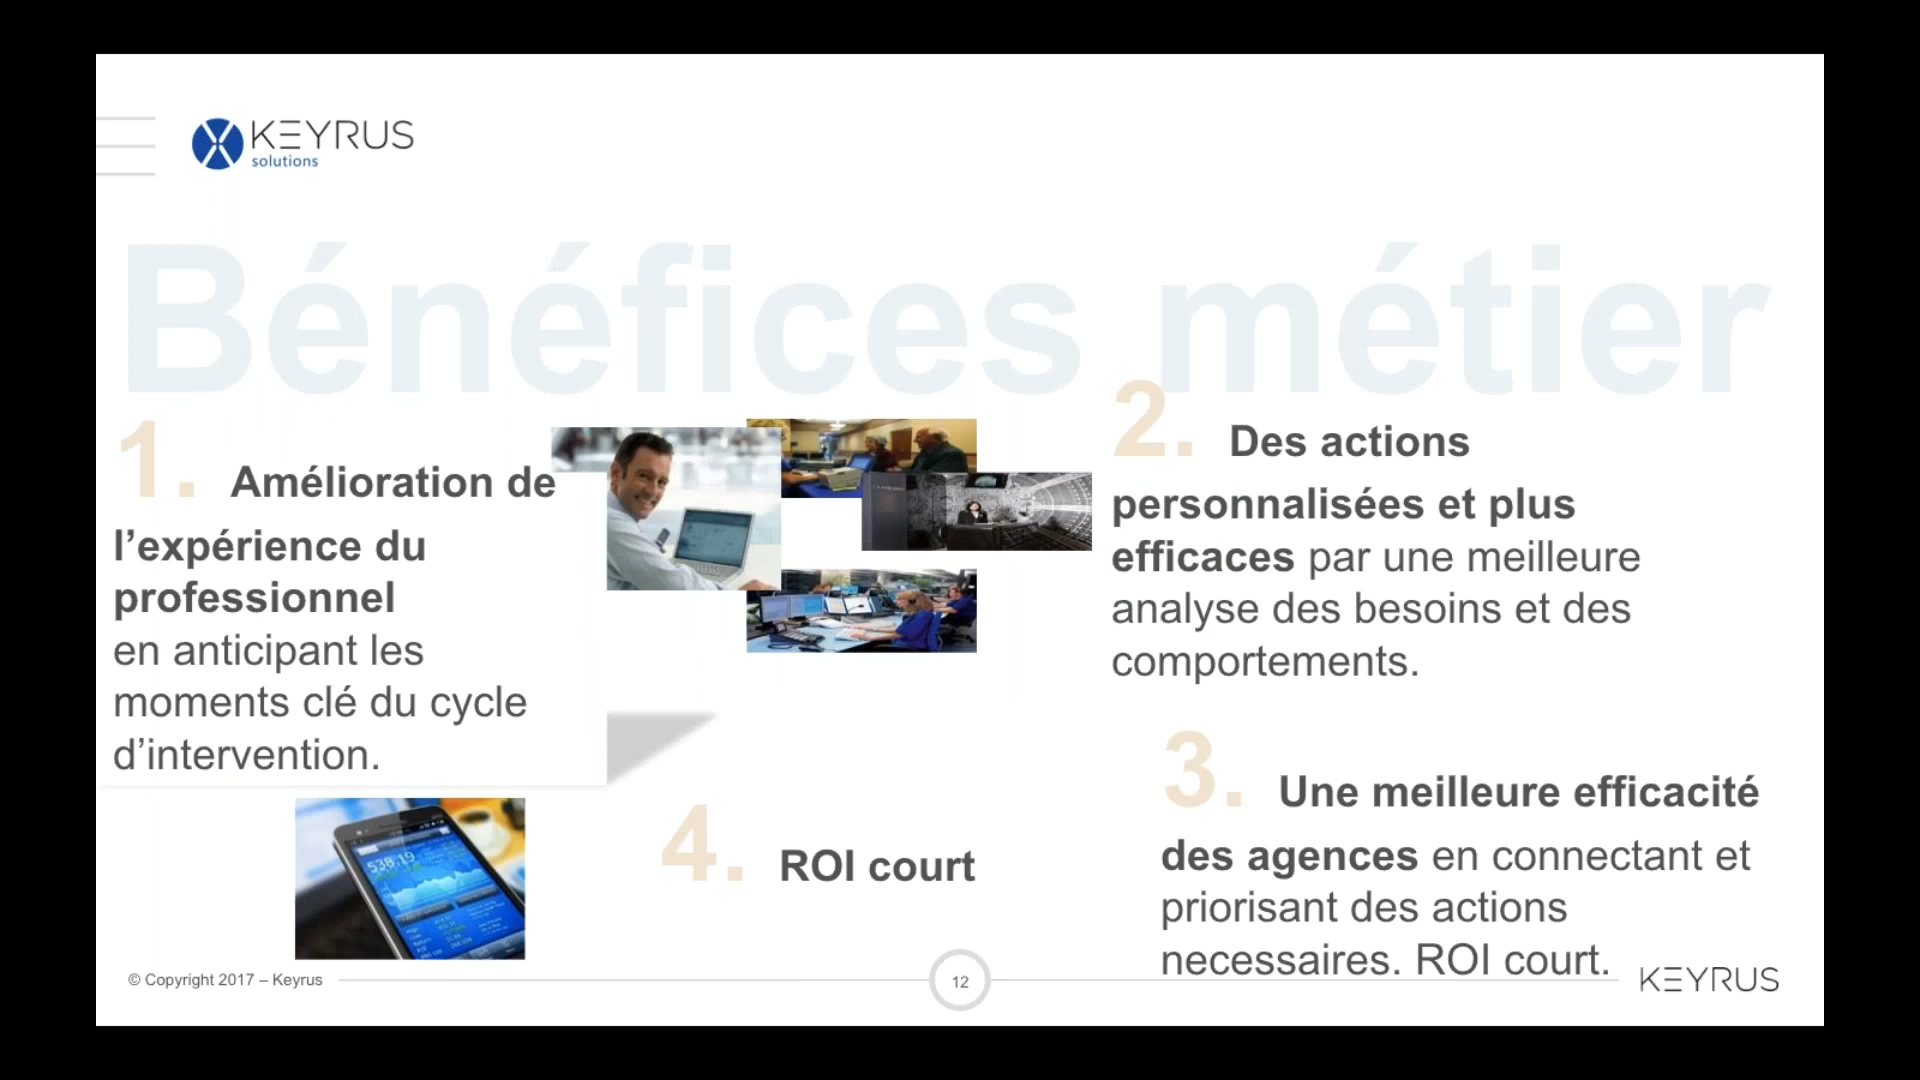 KEYRUS
solutions
Bénéfices métier
1. Amélioration de
l’expérience du
professionnel
en anticipant les
moments clé du cycle
d’intervention.
2. Des actions
personnalisées et plus
efficaces par une meilleure
analyse des besoins et des
comportements.
3. Une meilleure efficacité
des agences en connectant et
priorisant des actions
necessaires. ROI court.
4. ROI court
538.19
© Copyright 2017 – Keyrus
12
KEYRUS